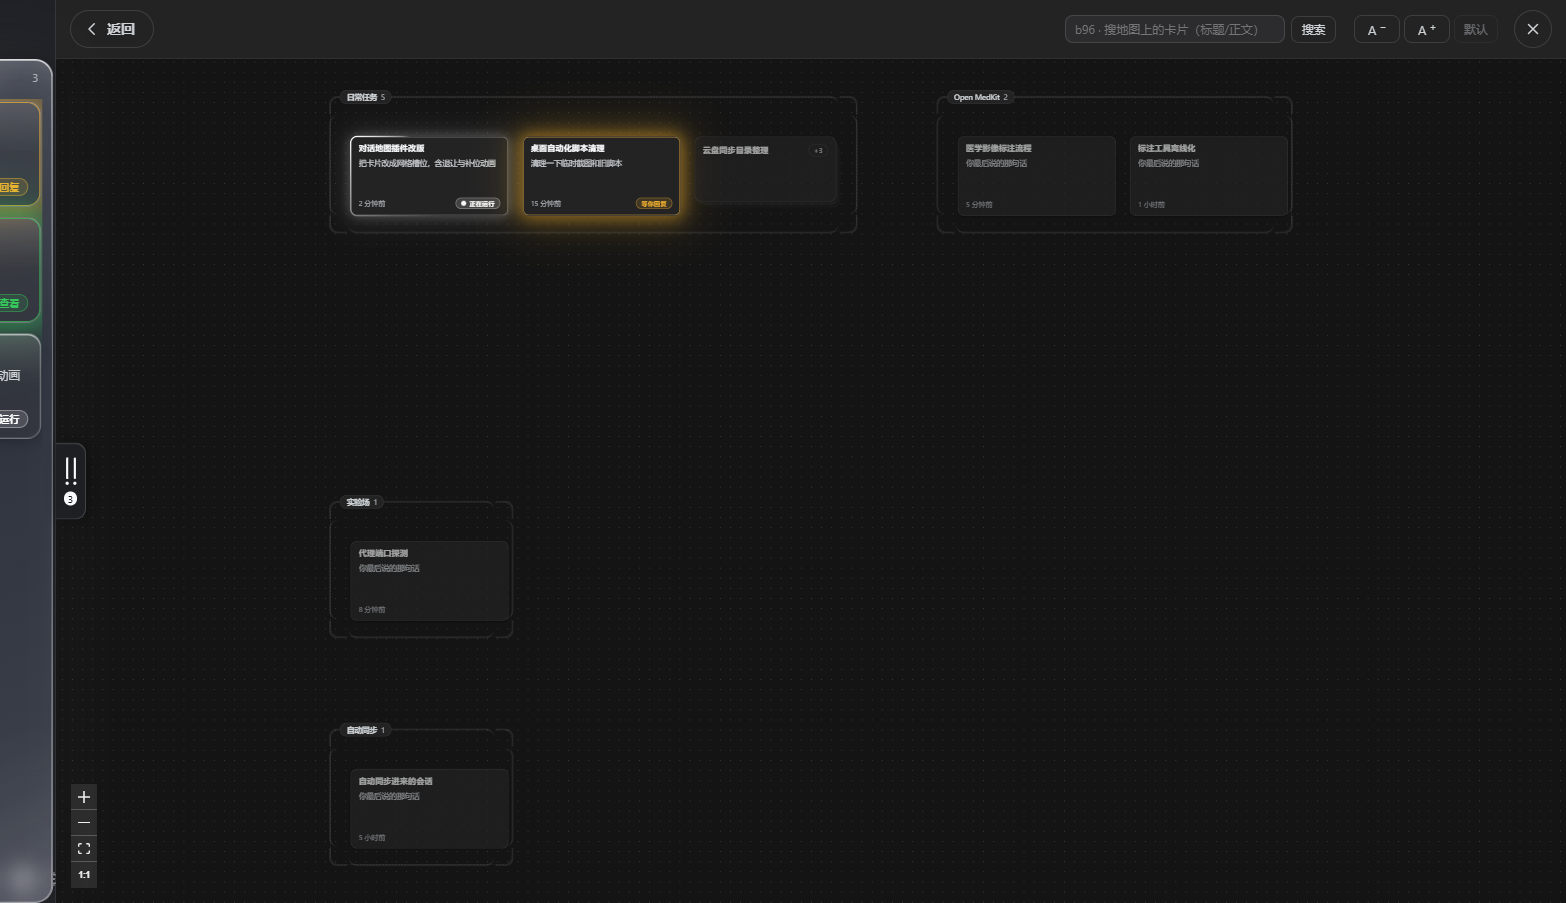 返回
b96 · 搜地图上的卡片（标题/正文）
搜索
A⁻
A⁺
默认
3
回复
查看
动画
运行
3
日常任务 5
对话地图插件改版
把卡片改成网格槽位，含退让与补位动画
2 分钟前
正在运行
桌面自动化脚本清理
清理一下临时截图和旧脚本
15 分钟前
等你回复
云盘同步目录整理
+3
Open MedKit 2
医学影像标注流程
你最后说的那句话
5 分钟前
标注工具离线化
你最后说的那句话
1 小时前
实验场 1
代理端口探测
你最后说的那句话
8 分钟前
自动同步 1
自动同步进来的会话
你最后说的那句话
5 小时前
1:1